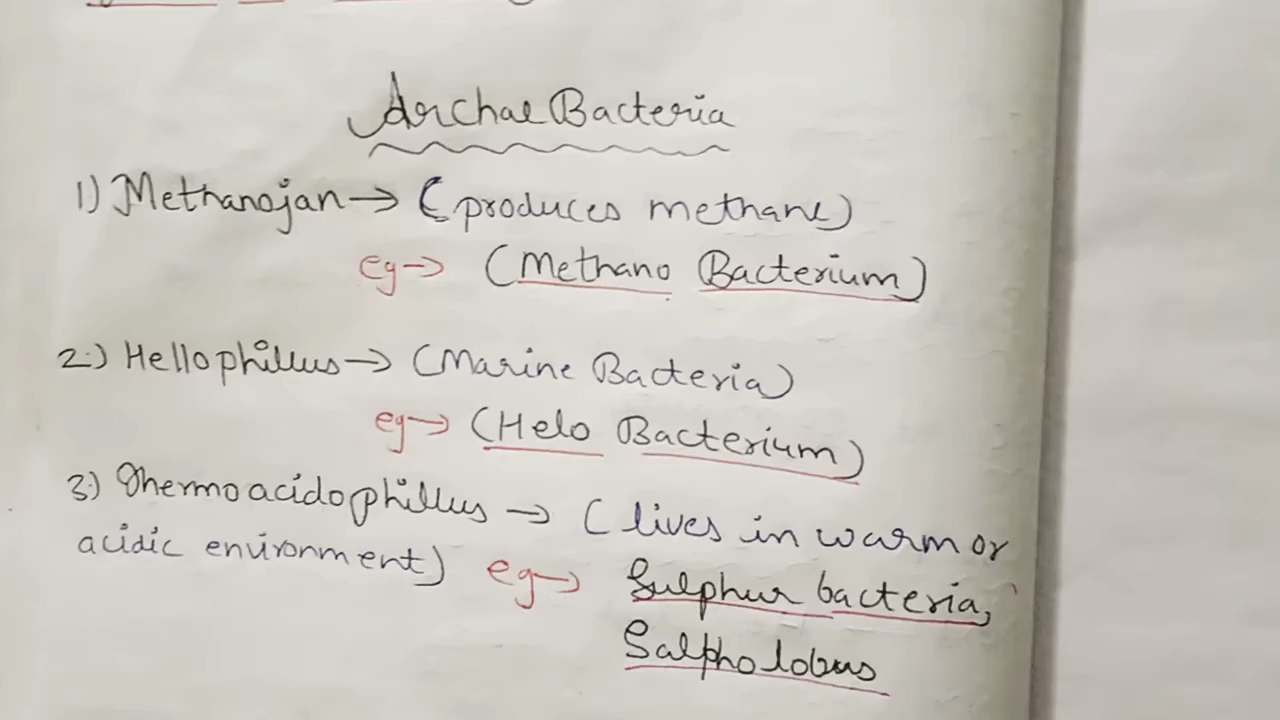 Archae Bacteria
1) Methanojan → (produces methane)
eg → (Methano Bacterium)
2.) Hellophillus → (Marine Bacteria)
eg → (Helo Bacterium)
3.) Thermoacidophillus → (lives in warm or
acidic environment) eg → Sulphur bacteria,
Salpholobus